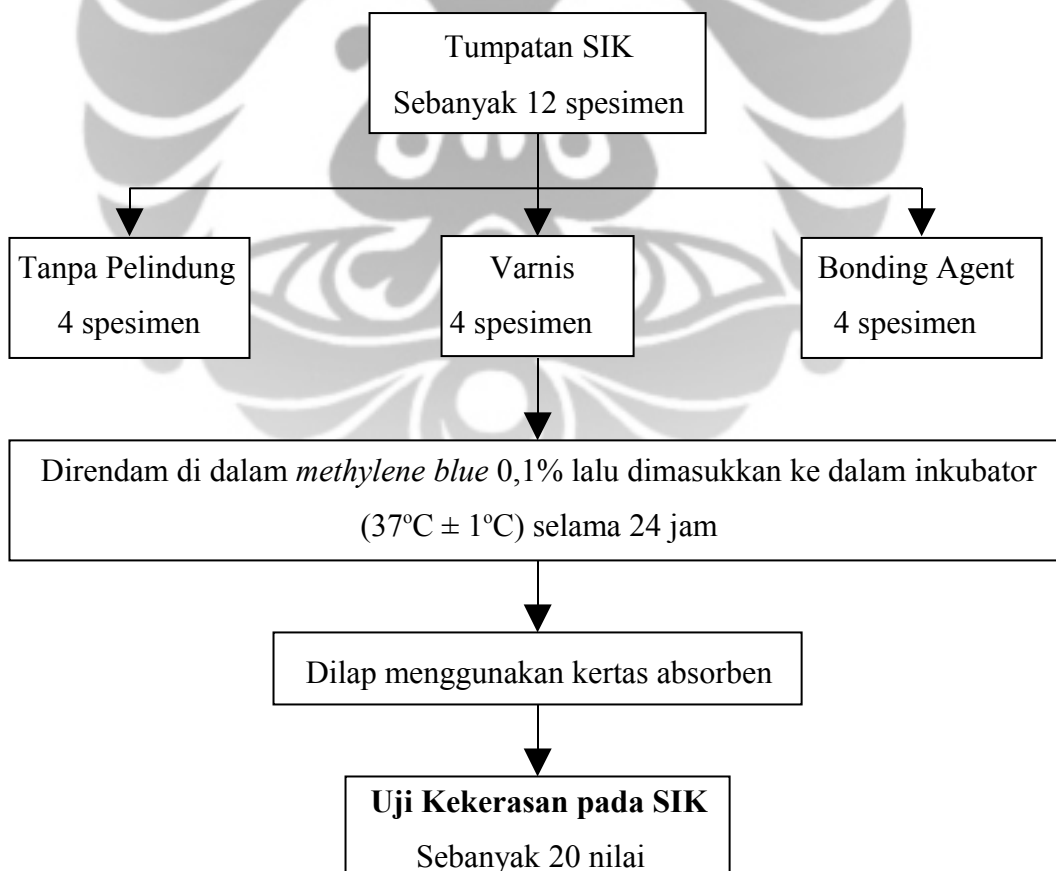 Tumpatan SIK
Sebanyak 12 spesimen
Tanpa Pelindung
4 spesimen
Varnis
4 spesimen
Bonding Agent
4 spesimen
Direndam di dalam methylene blue 0,1% lalu dimasukkan ke dalam inkubator
(37ºC ± 1ºC) selama 24 jam
Dilap menggunakan kertas absorben
Uji Kekerasan pada SIK
Sebanyak 20 nilai